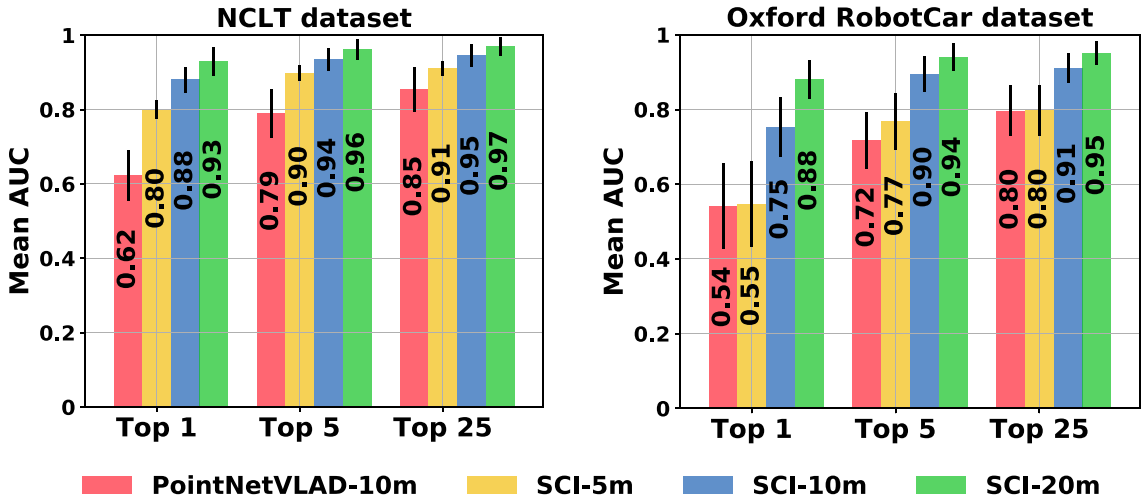 NCLT dataset
Mean AUC
1
0.8
0.6
0.4
0.2
0
0.62
0.80
0.88
0.93
0.79
0.90
0.94
0.96
0.85
0.91
0.95
0.97
Top 1
Top 5
Top 25
Oxford RobotCar dataset
Mean AUC
1
0.8
0.6
0.4
0.2
0
0.54
0.55
0.75
0.88
0.72
0.77
0.90
0.94
0.80
0.80
0.91
0.95
Top 1
Top 5
Top 25
PointNetVLAD-10m
SCI-5m
SCI-10m
SCI-20m